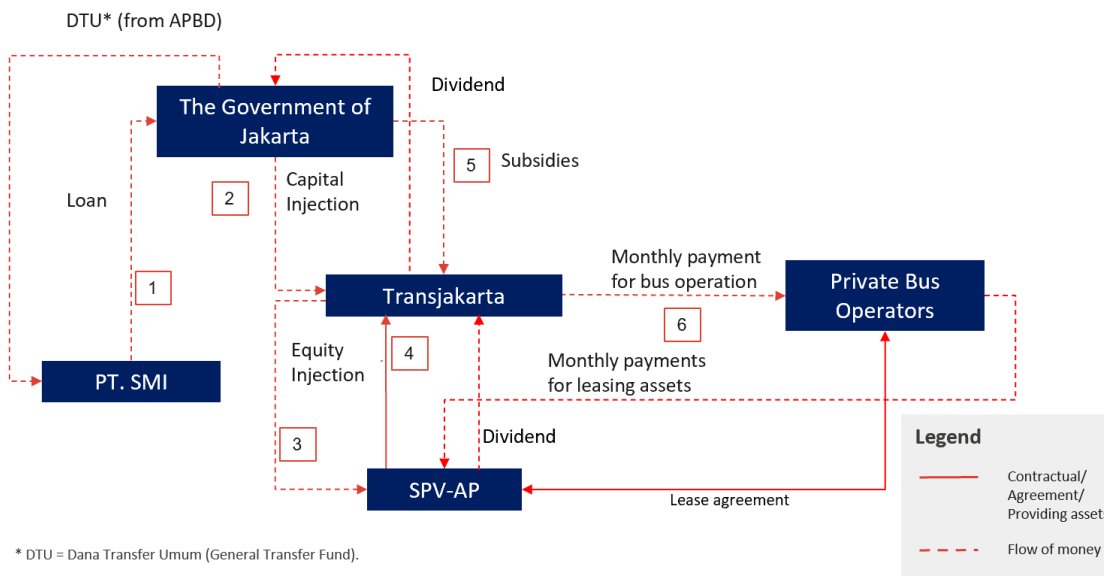 DTU* (from APBD)
Dividend
The Government of
Jakarta
5
Subsidies
2
Capital
Injection
Loan
1
Monthly payment
for bus operation
Transjakarta
Private Bus
Operators
6
Equity
Injection
4
Monthly payments
for leasing assets
PT. SMI
3
Dividend
SPV-AP
Lease agreement
Legend
Contractual/
Agreement/
Providing assets
Flow of money
* DTU = Dana Transfer Umum (General Transfer Fund).